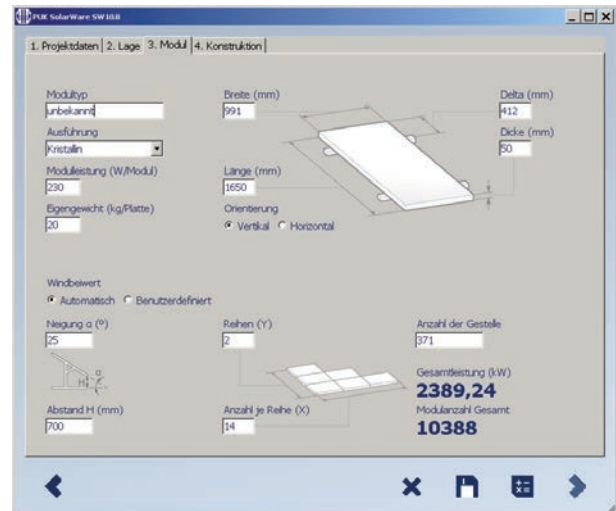 PUK SolarWare SW10.8
1. Projektdaten 2. Lage 3. Modul 4. Konstruktion
Modultyp
unbekannt
Breite (mm)
991
Delta (mm)
412
Ausführung
Kristallin
Dicke (mm)
50
Modulleistung (W/Modul)
230
Länge (mm)
1650
Eigengewicht (kg/Platte)
20
Orientierung
Vertikal Horizontal
Windbeiwert
Automatisch Benutzerdefiniert
Neigung α (º)
25
Reihen (Y)
2
Anzahl der Gestelle
371
H α
Gesamtleistung (kW)
2389,24
Abstand H (mm)
700
Anzahl je Reihe (X)
14
Modulanzahl Gesamt
10388